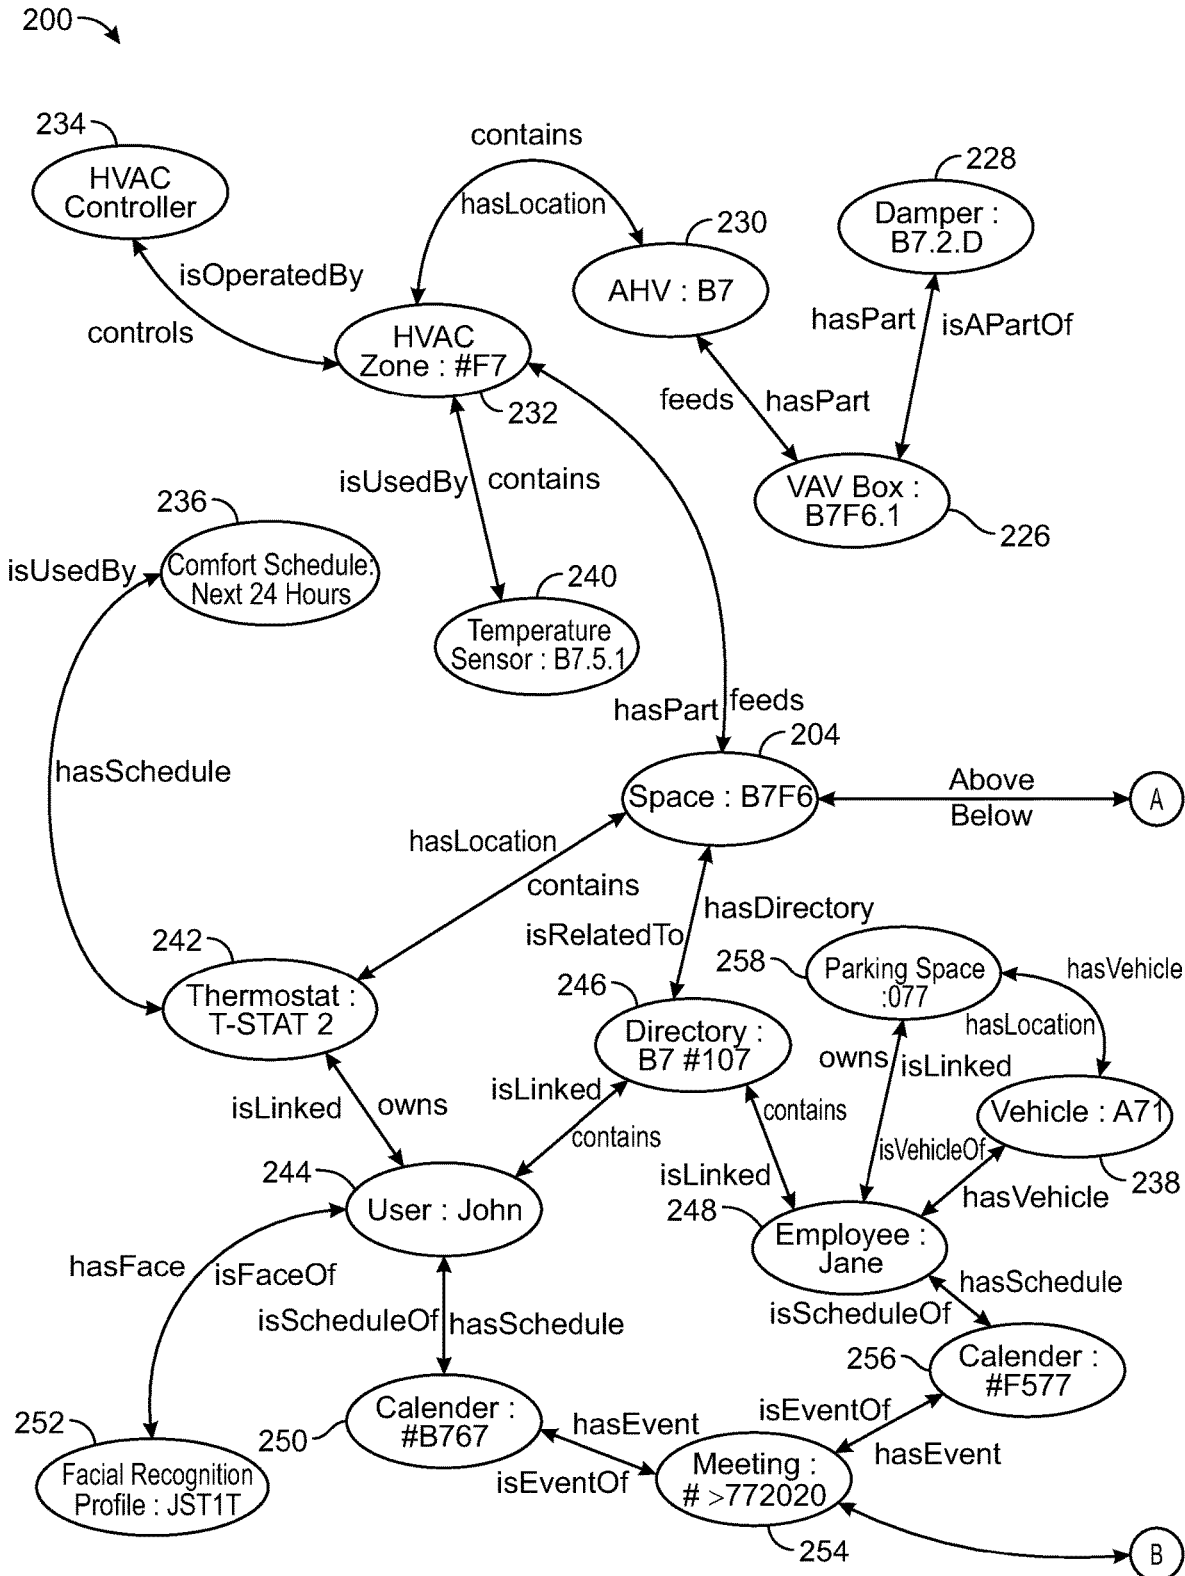 200
234
HVAC
Controller
contains
hasLocation
230
AHV : B7
228
Damper :
B7.2.D
isOperatedBy
controls
HVAC
Zone : #F7
232
hasPart
isAPartOf
feeds
hasPart
VAV Box :
B7F6.1
226
isUsedBy
contains
236
isUsedBy
Comfort Schedule:
Next 24 Hours
240
Temperature
Sensor : B7.5.1
hasPart
feeds
204
Space : B7F6
Above
Below
A
hasSchedule
hasLocation
contains
hasDirectory
isRelatedTo
242
Thermostat :
T-STAT 2
246
Directory :
B7 #107
258
Parking Space
:077
hasVehicle
hasLocation
owns
isLinked
Vehicle : A71
238
isLinked
owns
isLinked
contains
contains
isLinked
isVehicleOf
hasVehicle
244
User : John
248
Employee :
Jane
hasFace
isFaceOf
isScheduleOf
hasSchedule
hasSchedule
isScheduleOf
256
Calender :
#F577
252
Facial Recognition
Profile : JST1T
250
Calender :
#B767
hasEvent
isEventOf
isEventOf
hasEvent
Meeting :
# >772020
254
B